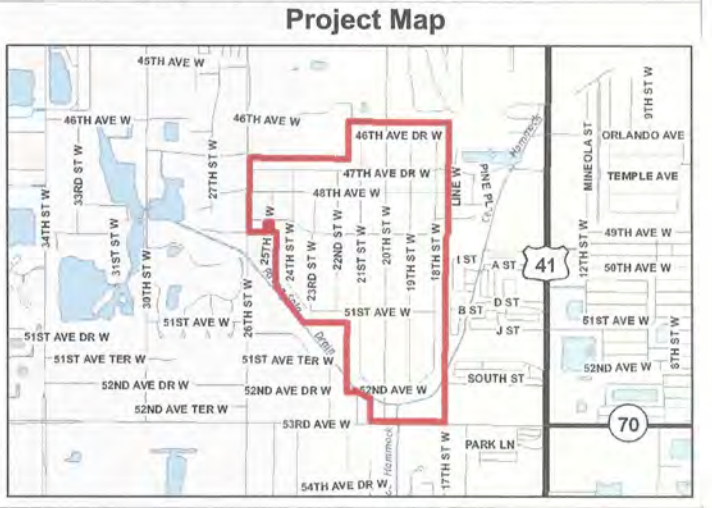 Project Map
45TH AVE W
46TH AVE W
46TH AVE W
46TH AVE DR W
47TH AVE DR W
48TH AVE W
34TH ST W
33RD ST W
31ST ST W
30TH ST W
27TH ST W
26TH ST W
25TH
W
24TH ST W
23RD ST W
22ND ST W
21ST ST W
20TH ST W
19TH ST W
18TH ST W
17TH ST W
LINE W
PINE PL
Hammock
I ST
A ST
B ST
D ST
J ST
SOUTH ST
PARK LN
41
70
MINEOLA ST
9TH ST W
ORLANDO AVE
TEMPLE AVE
12TH ST W
49TH AVE W
50TH AVE W
51ST AVE W
52ND AVE W
8TH ST W
51ST AVE W
51ST AVE W
51ST AVE DR W
51ST AVE TER W
51ST AVE TER W
52ND AVE DR W
52ND AVE DR W
52ND AVE W
52ND AVE TER W
53RD AVE W
54TH AVE DR W
Drain
Hammock